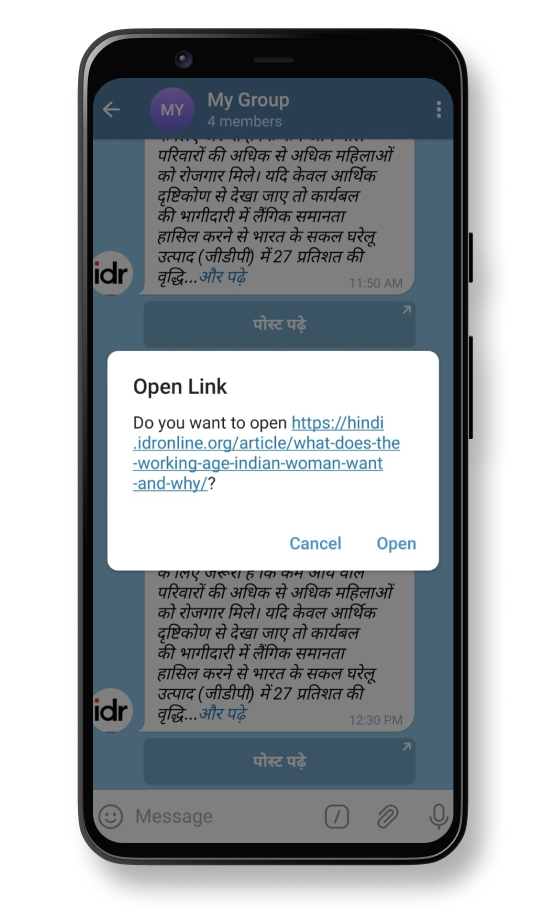 MY
My Group
4 members
परिवारों की अधिक से अधिक महिलाओं
को रोजगार मिले। यदि केवल आर्थिक
दृष्टिकोण से देखा जाए तो कार्यबल
की भागीदारी में लैंगिक समानता
हासिल करने से भारत के सकल घरेलू
उत्पाद (जीडीपी) में 27 प्रतिशत की
वृद्धि...और पढ़े
11:50 AM
idr
पोस्ट पढ़े
Open Link
Do you want to open https://hindi
.idronline.org/article/what-does-the
-working-age-indian-woman-want
-and-why/?
Cancel Open
के लिए जरूरी है कि कम आय वाले
परिवारों की अधिक से अधिक महिलाओं
को रोजगार मिले। यदि केवल आर्थिक
दृष्टिकोण से देखा जाए तो कार्यबल
की भागीदारी में लैंगिक समानता
हासिल करने से भारत के सकल घरेलू
उत्पाद (जीडीपी) में 27 प्रतिशत की
वृद्धि...और पढ़े
12:30 PM
idr
पोस्ट पढ़े
Message